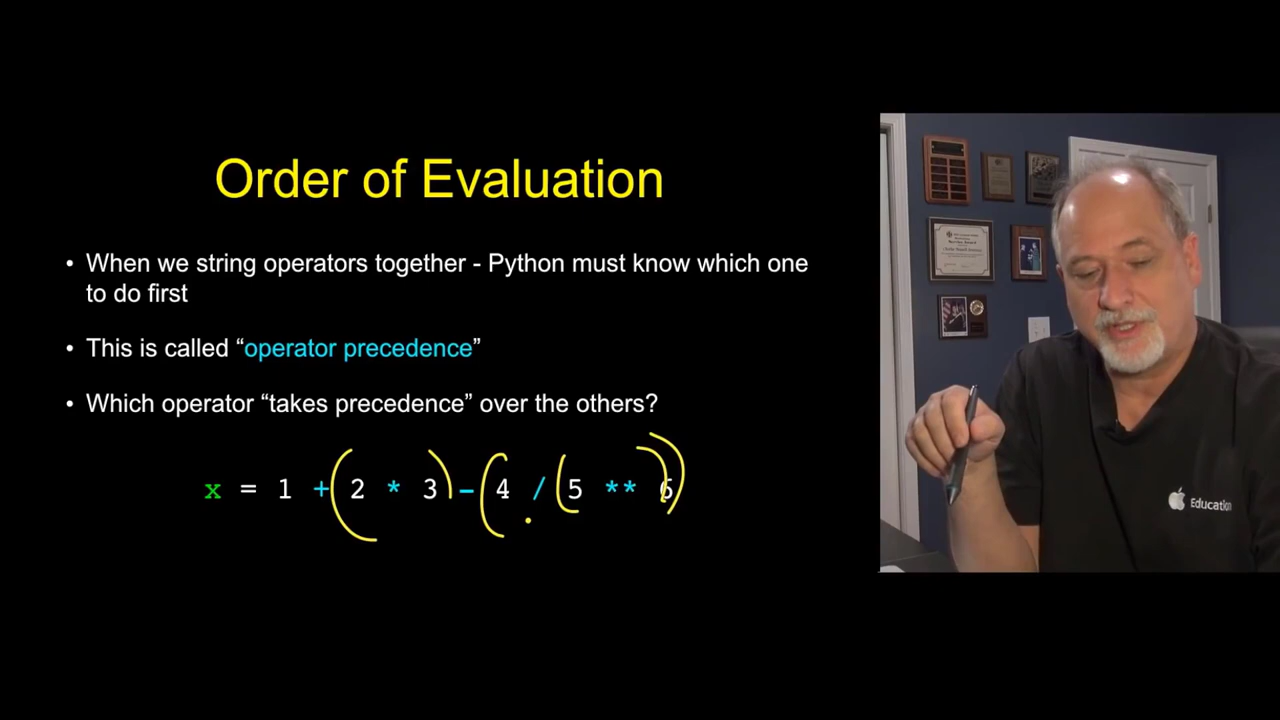 Order of Evaluation
• When we string operators together - Python must know which one
to do first
• This is called “operator precedence”
• Which operator “takes precedence” over the others?
x = 1 +(2 * 3)-(4 / (5 ** 6))
Education